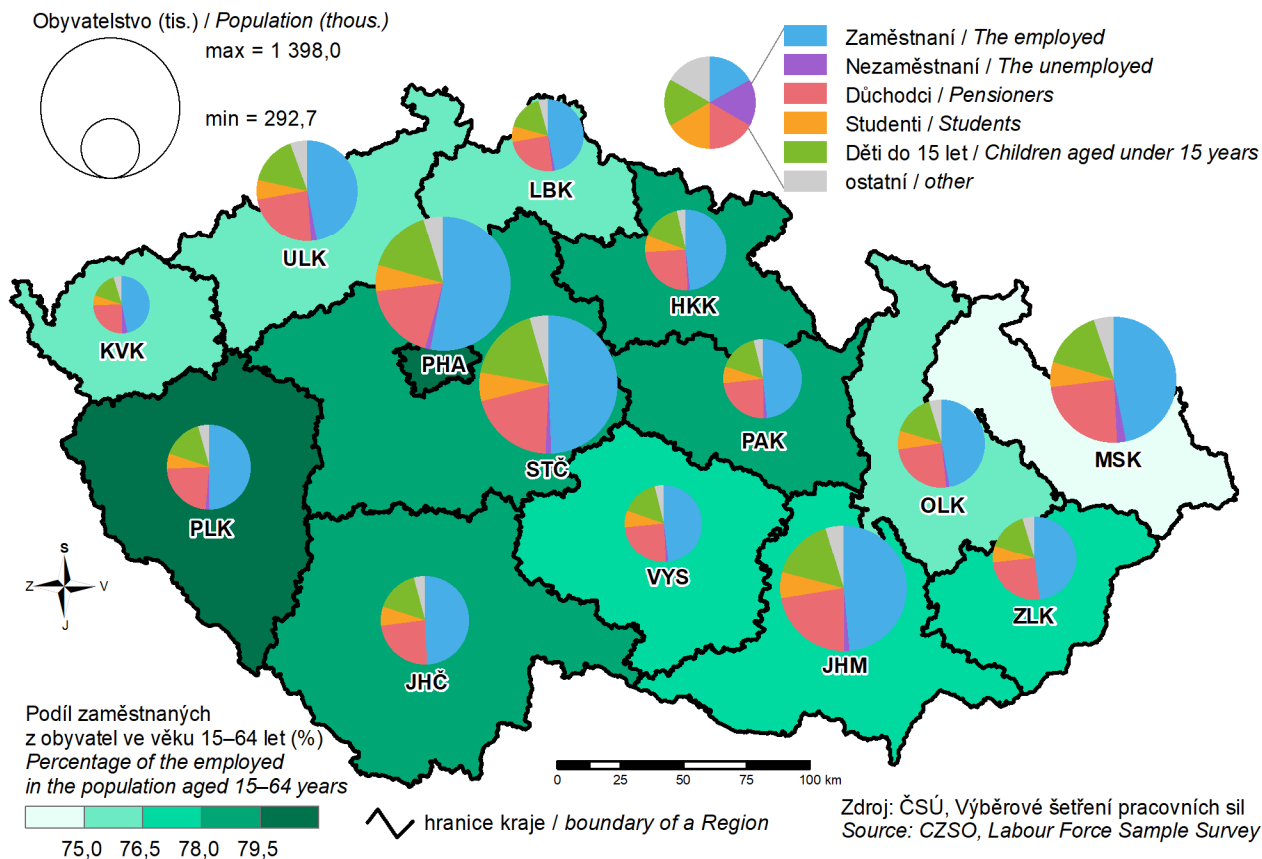 Obyvatelstvo (tis.) / Population (thous.)
max = 1 398,0
min = 292,7
Zaměstnaní / The employed
Nezaměstnaní / The unemployed
Důchodci / Pensioners
Studenti / Students
Děti do 15 let / Children aged under 15 years
ostatní / other
LBK
ULK
HKK
KVK
PHA
PAK
MSK
STČ
OLK
PLK
VYS
ZLK
JHM
JHČ
S
Z V
J
Podíl zaměstnaných
z obyvatel ve věku 15–64 let (%)
Percentage of the employed
in the population aged 15–64 years
75,0 76,5 78,0 79,5
hranice kraje / boundary of a Region
0 25 50 75 100 km
Zdroj: ČSÚ, Výběrové šetření pracovních sil
Source: CZSO, Labour Force Sample Survey